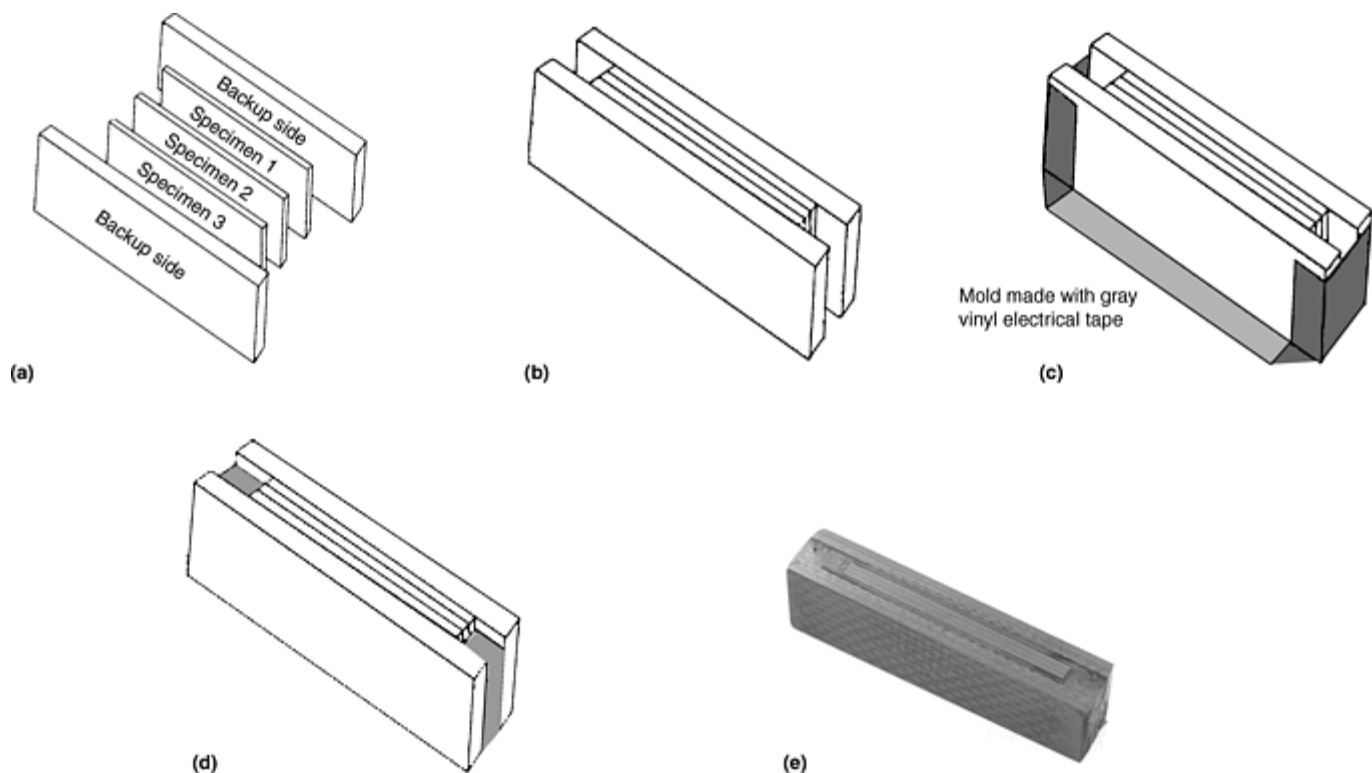 Backup side
Specimen 1
Specimen 2
Specimen 3
Backup side
(a)
(b)
Mold made with gray
vinyl electrical tape
(c)
(d)
(e)